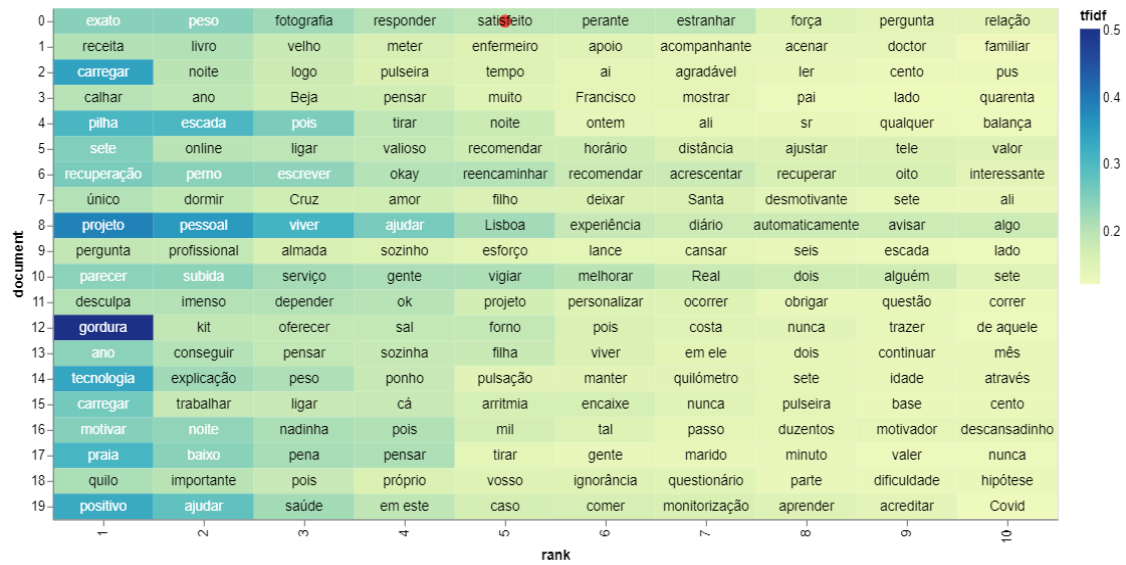 tfidf
0.5
0.4
0.3
0.2
document
0 exato peso fotografia responder satisfeito perante estranhar força pergunta relação
1 receita livro velho meter enfermeiro apoio acompanhante acenar doctor familiar
2 carregar noite logo pulseira tempo ai agradável ler cento pus
3 calhar ano Beja pensar muito Francisco mostrar pai lado quarenta
4 pilha escada pois tirar noite ontem ali sr qualquer balança
5 sete online ligar valioso recomendar horário distância ajustar tele valor
6 recuperação perno escrever okay reencaminhar recomendar acrescentar recuperar oito interessante
7 único dormir Cruz amor filho deixar Santa desmotivante sete ali
8 projeto pessoal viver ajudar Lisboa experiência diário automaticamente avisar algo
9 pergunta profissional almada sozinho esforço lance cansar seis escada lado
10 parecer subida serviço gente vigiar melhorar Real dois alguém sete
11 desculpa imenso depender ok projeto personalizar ocorrer obrigar questão correr
12 gordura kit oferecer sal forno pois costa nunca trazer de aquele
13 ano conseguir pensar sozinha filha viver em ele dois continuar mês
14 tecnologia explicação peso ponho pulsação manter quilómetro sete idade através
15 carregar trabalhar ligar cá arritmia encaixe nunca pulseira base cento
16 motivar noite nadinha pois mil tal passo duzentos motivador descansadinho
17 praia baixo pena pensar tirar gente marido minuto valer nunca
18 quilo importante pois próprio vosso ignorância questionário parte dificuldade hipótese
19 positivo ajudar saúde em este caso comer monitorização aprender acreditar Covid
1 2 3 4 5 6 7 8 9 10
rank